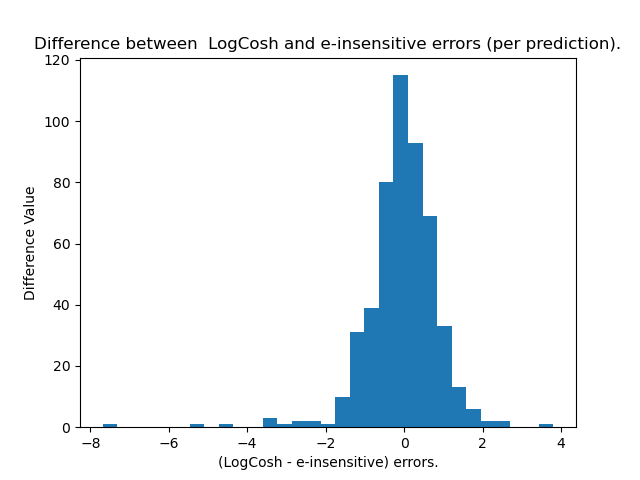 Difference between  LogCosh and e-insensitive errors (per prediction).
120
100
80
60
40
20
0
Difference Value
−8 −6 −4 −2 0 2 4
(LogCosh - e-insensitive) errors.